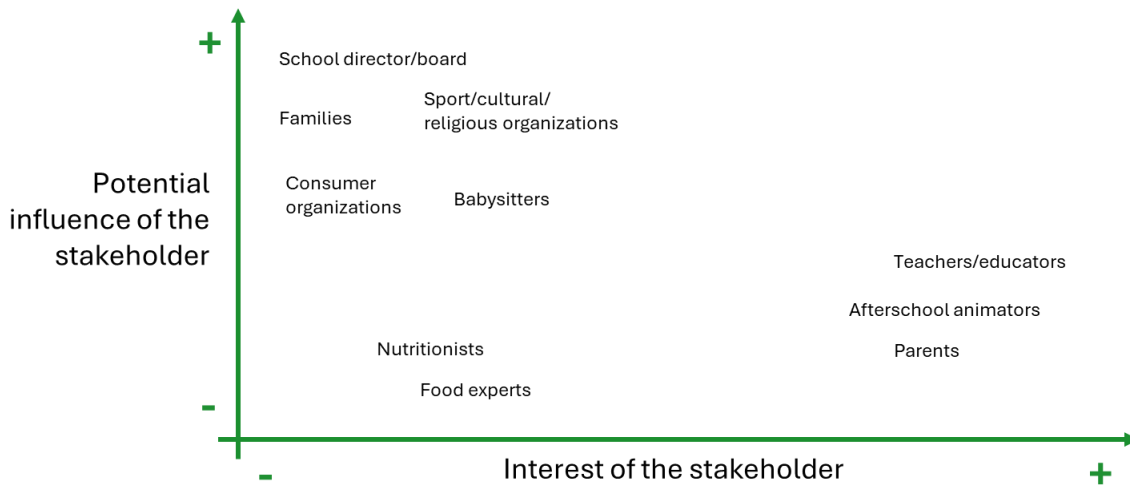 +
School director/board
Sport/cultural/
religious organizations
Families
Potential
influence of the
stakeholder
Consumer
organizations
Babysitters
Teachers/educators
Afterschool animators
Nutritionists
Parents
Food experts
-
-
Interest of the stakeholder
+